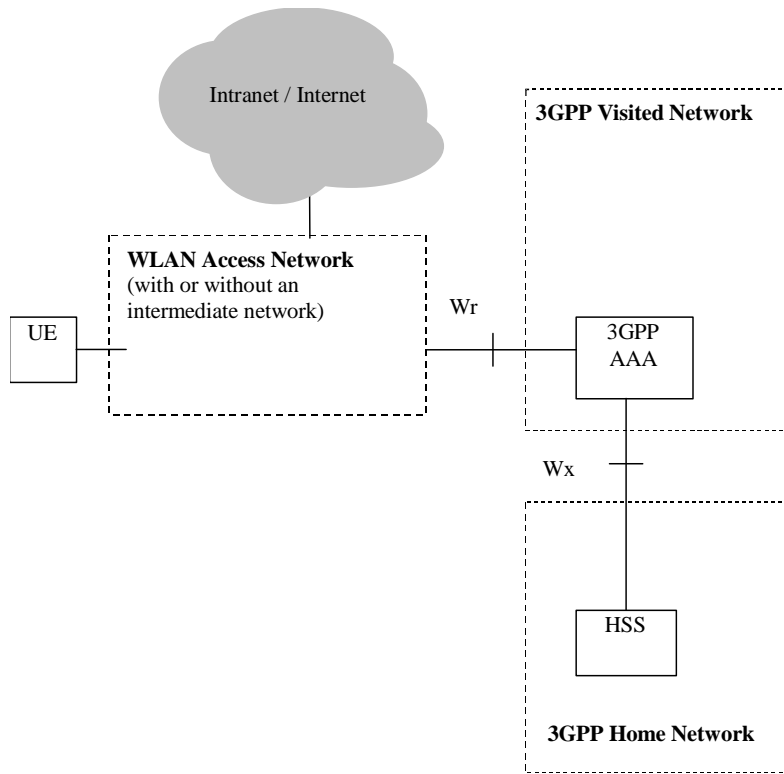 Intranet / Internet
3GPP Visited Network
WLAN Access Network
(with or without an
intermediate network)
Wr
UE
3GPP
AAA
Wx
HSS
3GPP Home Network